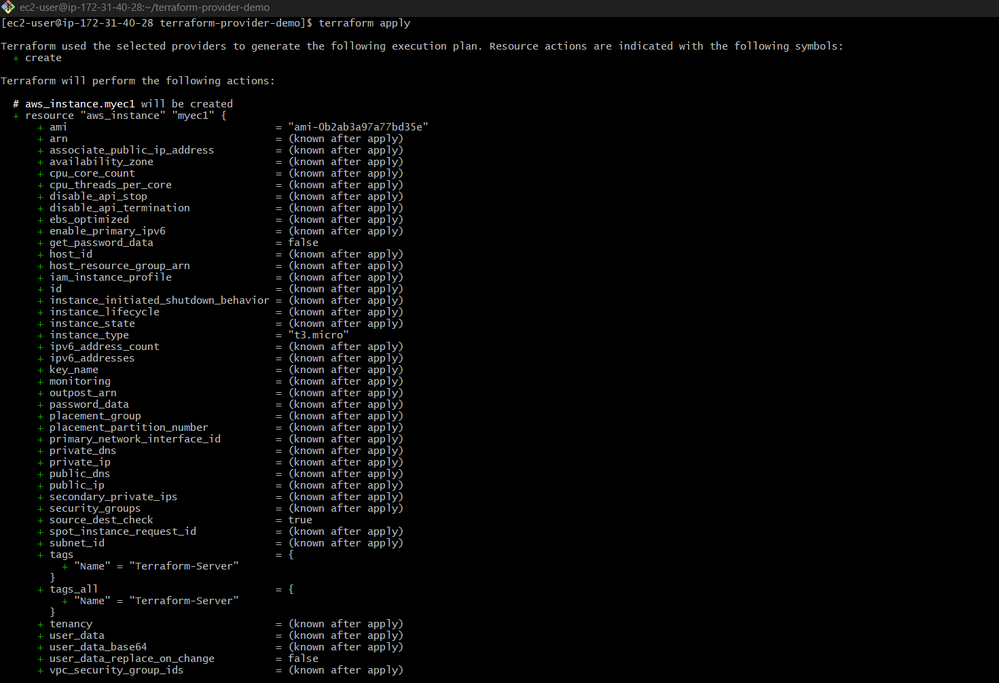 ec2-user@ip-172-31-40-28:~/terraform-provider-demo
[ec2-user@ip-172-31-40-28 terraform-provider-demo]$ terraform apply
Terraform used the selected providers to generate the following execution plan. Resource actions are indicated with the following symbols:
+ create
Terraform will perform the following actions:
# aws_instance.myec1 will be created
+ resource "aws_instance" "myec1" {
+ ami = "ami-0b2ab3a97a77bd35e"
+ arn = (known after apply)
+ associate_public_ip_address = (known after apply)
+ availability_zone = (known after apply)
+ cpu_core_count = (known after apply)
+ cpu_threads_per_core = (known after apply)
+ disable_api_stop = (known after apply)
+ disable_api_termination = (known after apply)
+ ebs_optimized = (known after apply)
+ enable_primary_ipv6 = (known after apply)
+ get_password_data = false
+ host_id = (known after apply)
+ host_resource_group_arn = (known after apply)
+ iam_instance_profile = (known after apply)
+ id = (known after apply)
+ instance_initiated_shutdown_behavior = (known after apply)
+ instance_lifecycle = (known after apply)
+ instance_state = (known after apply)
+ instance_type = "t3.micro"
+ ipv6_address_count = (known after apply)
+ ipv6_addresses = (known after apply)
+ key_name = (known after apply)
+ monitoring = (known after apply)
+ outpost_arn = (known after apply)
+ password_data = (known after apply)
+ placement_group = (known after apply)
+ placement_partition_number = (known after apply)
+ primary_network_interface_id = (known after apply)
+ private_dns = (known after apply)
+ private_ip = (known after apply)
+ public_dns = (known after apply)
+ public_ip = (known after apply)
+ secondary_private_ips = (known after apply)
+ security_groups = (known after apply)
+ source_dest_check = true
+ spot_instance_request_id = (known after apply)
+ subnet_id = (known after apply)
+ tags = {
+ "Name" = "Terraform-Server"
}
+ tags_all = {
+ "Name" = "Terraform-Server"
}
+ tenancy = (known after apply)
+ user_data = (known after apply)
+ user_data_base64 = (known after apply)
+ user_data_replace_on_change = false
+ vpc_security_group_ids = (known after apply)